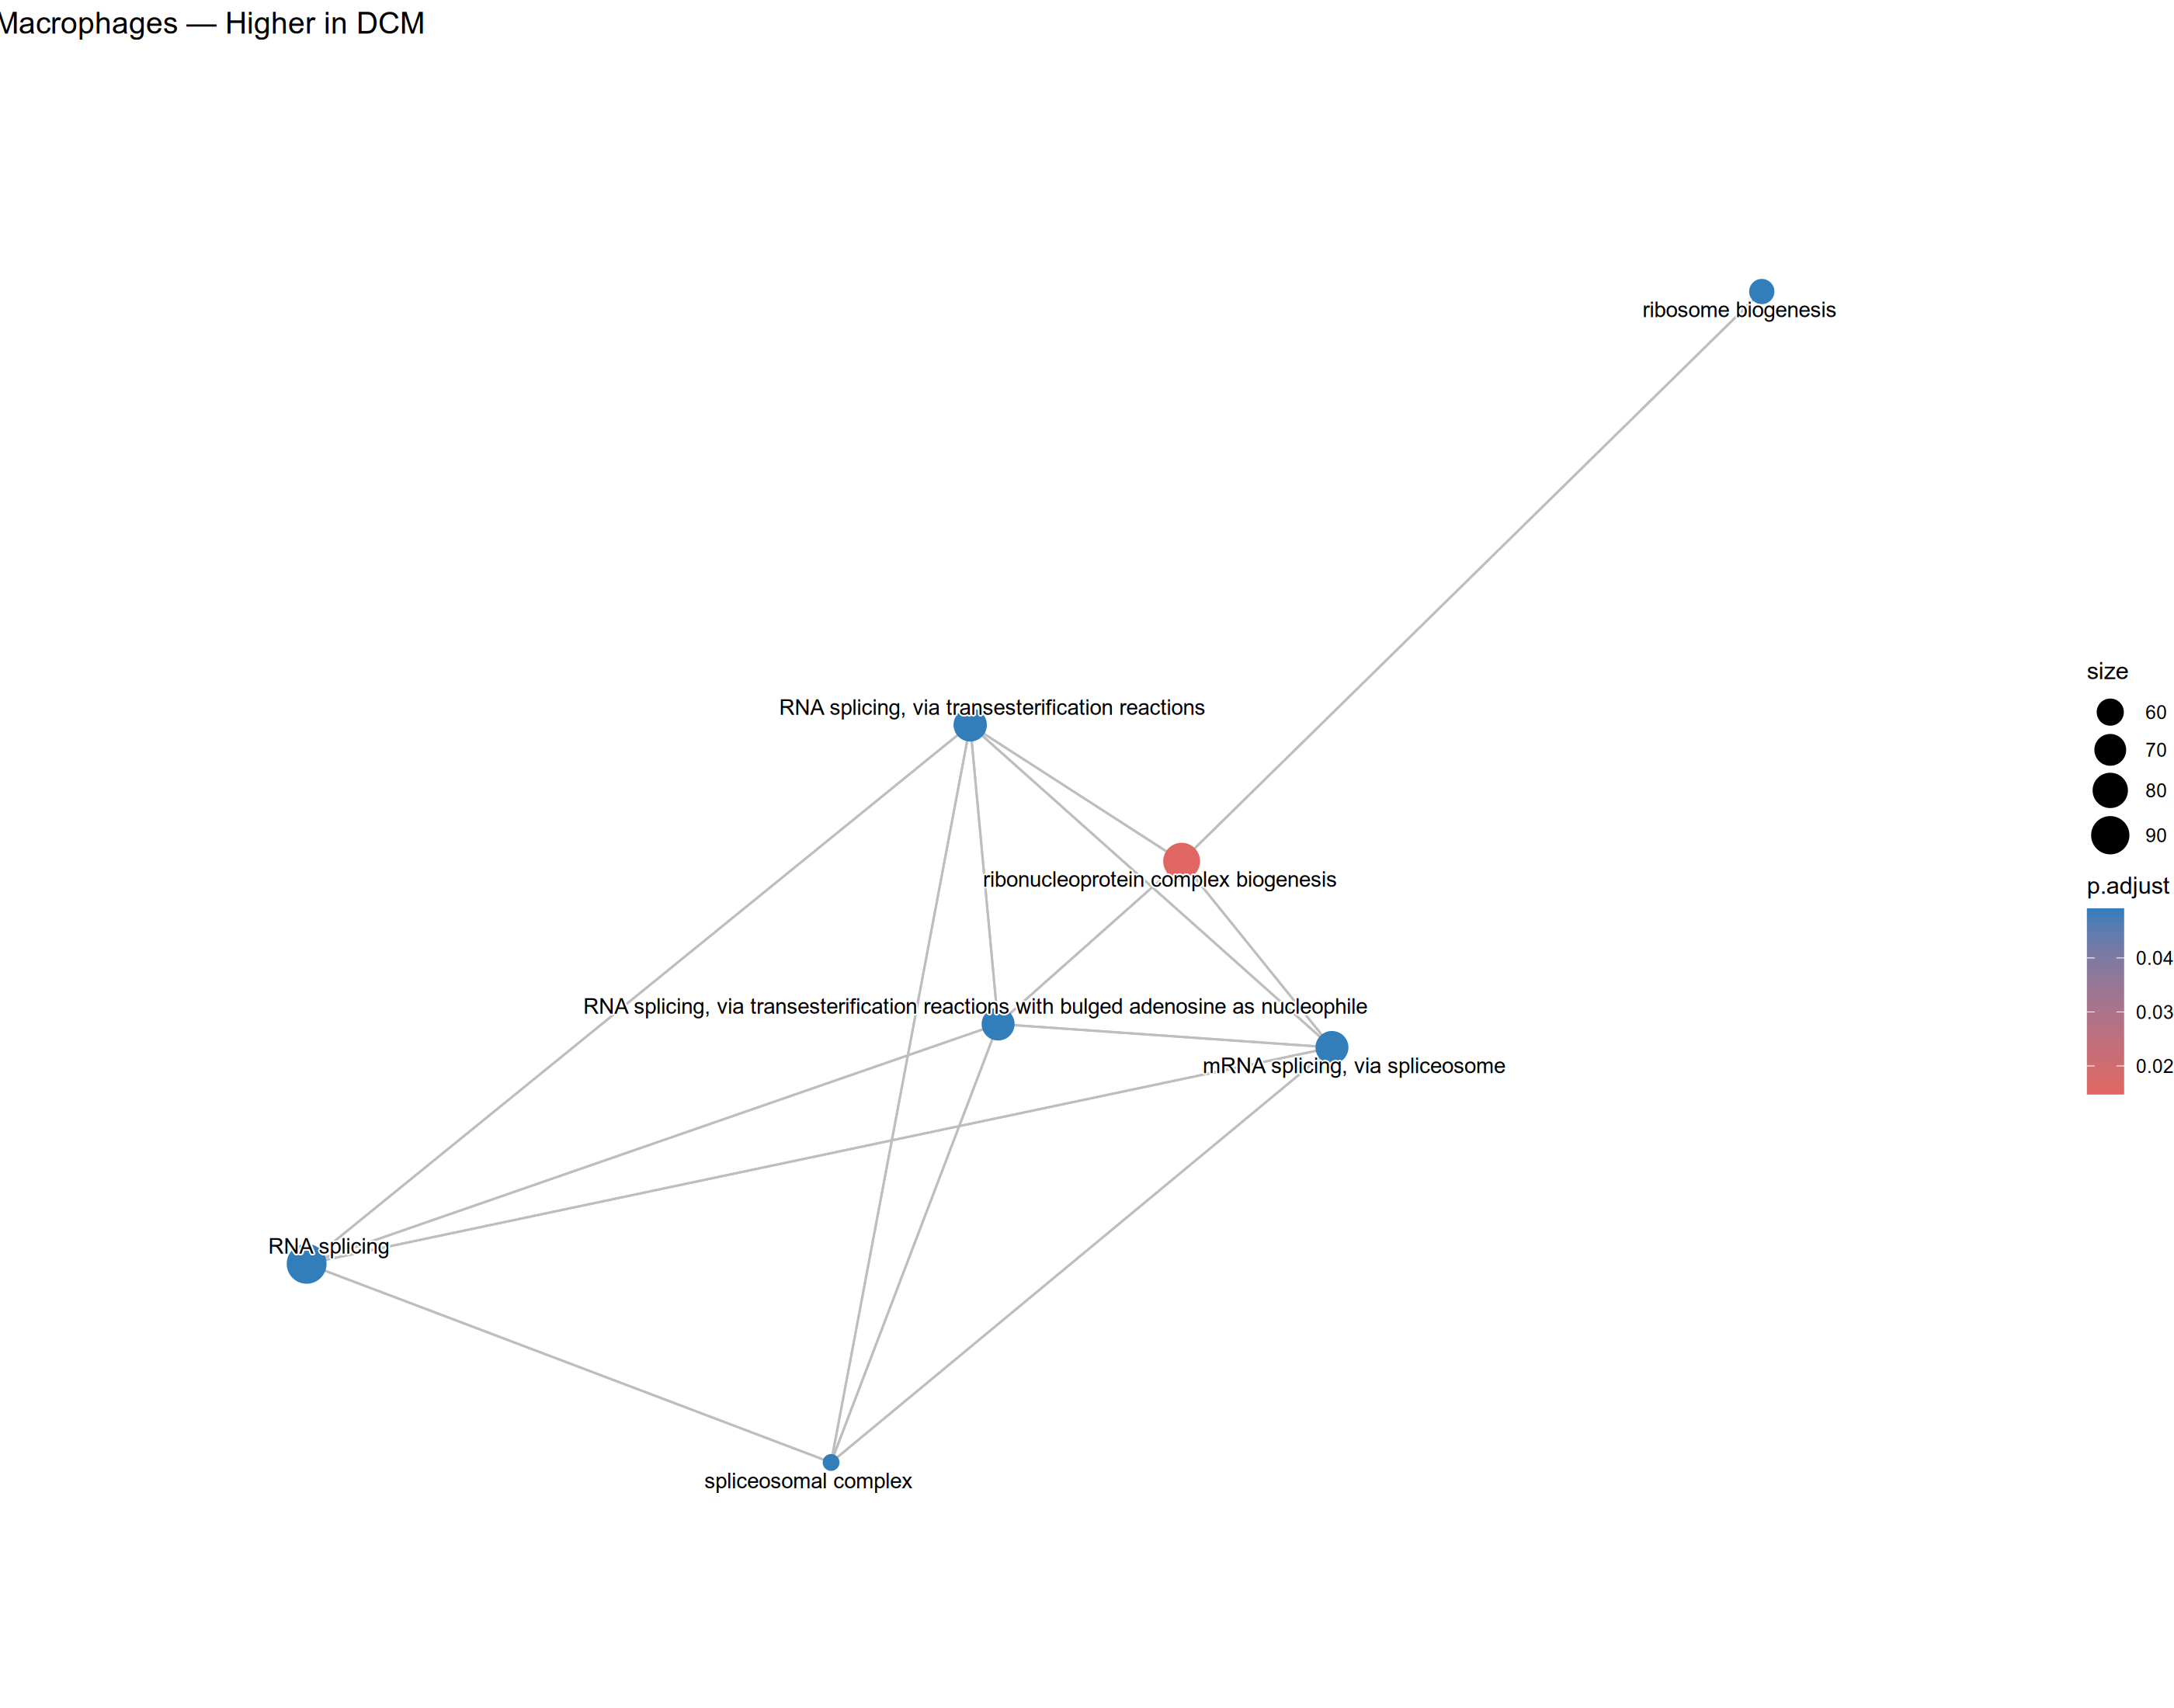 Macrophages — Higher in DCM
ribosome biogenesis
RNA splicing, via transesterification reactions
ribonucleoprotein complex biogenesis
RNA splicing, via transesterification reactions with bulged adenosine as nucleophile
mRNA splicing, via spliceosome
RNA splicing
spliceosomal complex
size
60
70
80
90
p.adjust
0.04
0.03
0.02